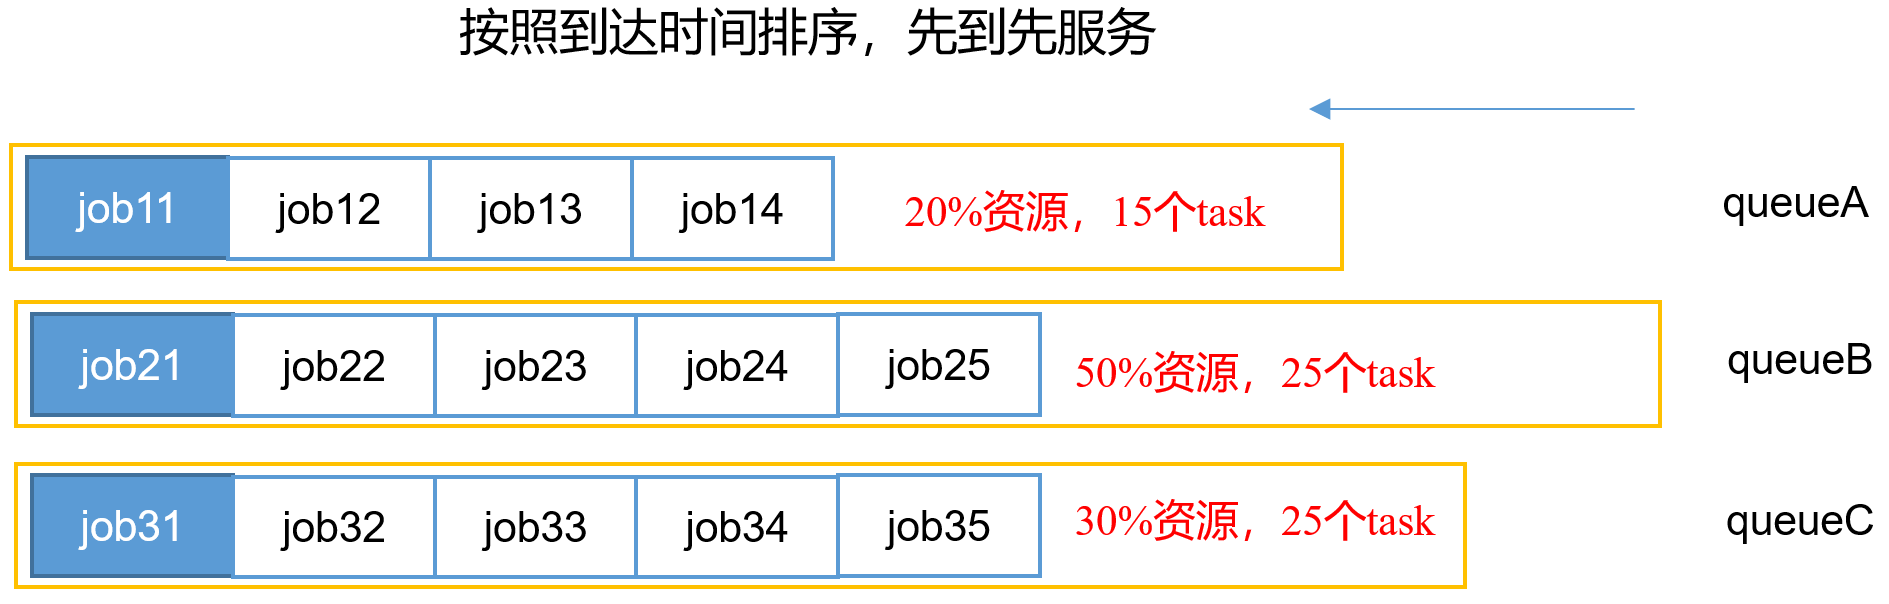 按照到达时间排序，先到先服务
job11 job12 job13 job14 20%资源，15个task queueA
job21 job22 job23 job24 job25 50%资源，25个task queueB
job31 job32 job33 job34 job35 30%资源，25个task queueC